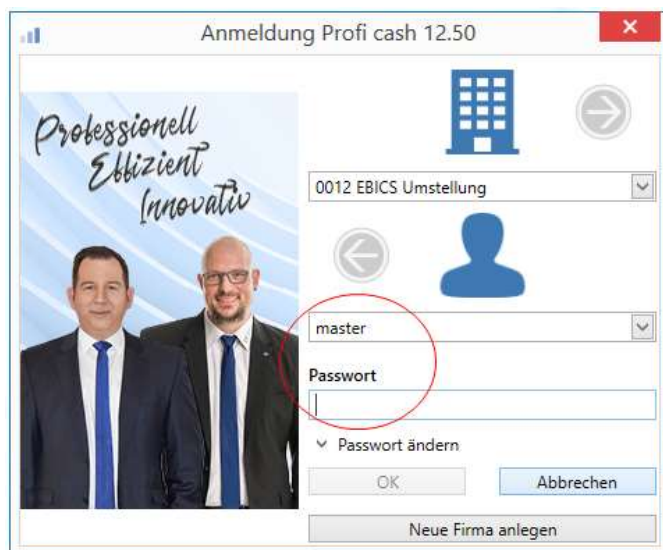 Anmeldung Profi cash 12.50
Professionell
Effizient
Innovativ
0012 EBICS Umstellung
master
Passwort
Passwort ändern
OK
Abbrechen
Neue Firma anlegen